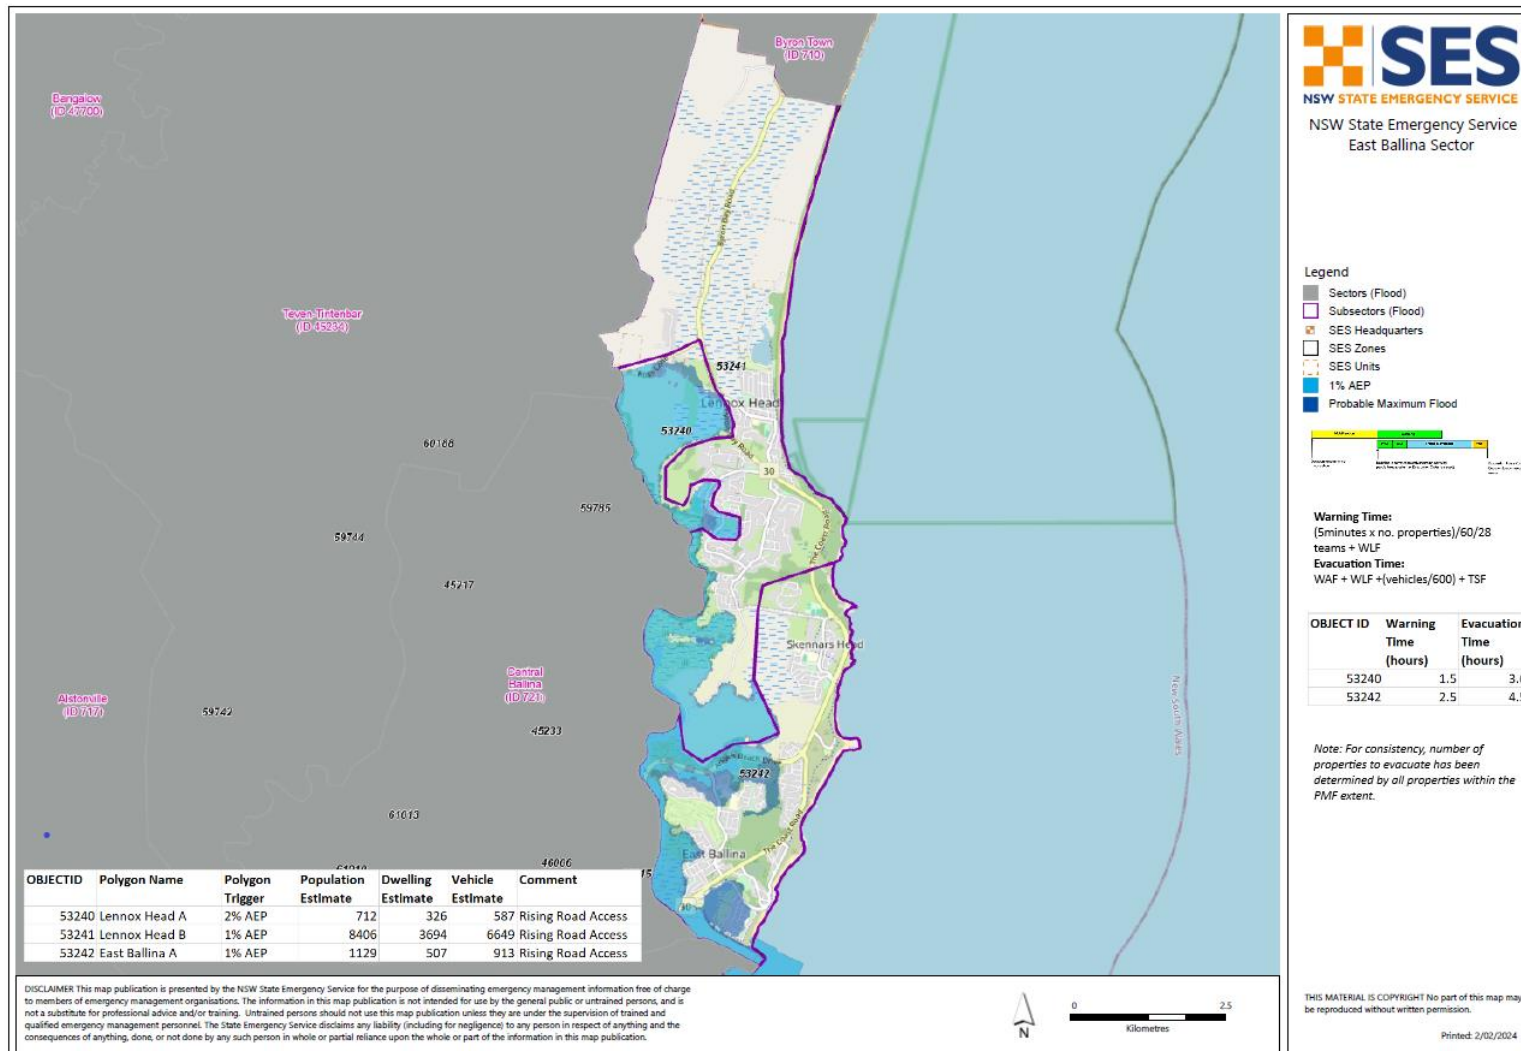 Byron Town
(ID 710)
Bangalow
(ID 47700)
Byron Bay Road
Teven-Tintenbar
(ID 45234)
53241
Lennox Head
53240
60188
30
59785
59744
The Coast Road
45217
Skennars Head
Central
Ballina
(ID 721)
Alstonville
(ID 717)
59742
45233
New South Wales
53242
61013
The Coast Road
East Ballina
46006
OBJECTID Polygon Name Polygon Trigger Population Estimate Dwelling Estimate Vehicle Estimate Comment
53240 Lennox Head A 2% AEP 712 326 587 Rising Road Access
53241 Lennox Head B 1% AEP 8406 3694 6649 Rising Road Access
53242 East Ballina A 1% AEP 1129 507 913 Rising Road Access
DISCLAIMER This map publication is presented by the NSW State Emergency Service for the purpose of disseminating emergency management information free of charge
to members of emergency management organisations. The information in this map publication is not intended for use by the general public or untrained persons, and is
not a substitute for professional advice and/or training. Untrained persons should not use this map publication unless they are under the supervision of trained and
qualified emergency management personnel. The State Emergency Service disclaims any liability (including for negligence) to any person in respect of anything and the
consequences of anything, done, or not done by any such person in whole or partial reliance upon the whole or part of the information in this map publication.
N
0 2.5
Kilometres
SES
NSW STATE EMERGENCY SERVICE
NSW State Emergency Service
East Ballina Sector
Legend
Sectors (Flood)
Subsectors (Flood)
SES Headquarters
SES Zones
SES Units
1% AEP
Probable Maximum Flood
Warning Time:
(5minutes x no. properties)/60/28
teams + WLF
Evacuation Time:
WAF + WLF +(vehicles/600) + TSF
OBJECT ID Warning Time (hours) Evacuation Time (hours)
53240 1.5
53242 2.5
Note: For consistency, number of
properties to evacuate has been
determined by all properties within the
PMF extent.
THIS MATERIAL IS COPYRIGHT No part of this map may
be reproduced without written permission.
Printed: 2/02/2024